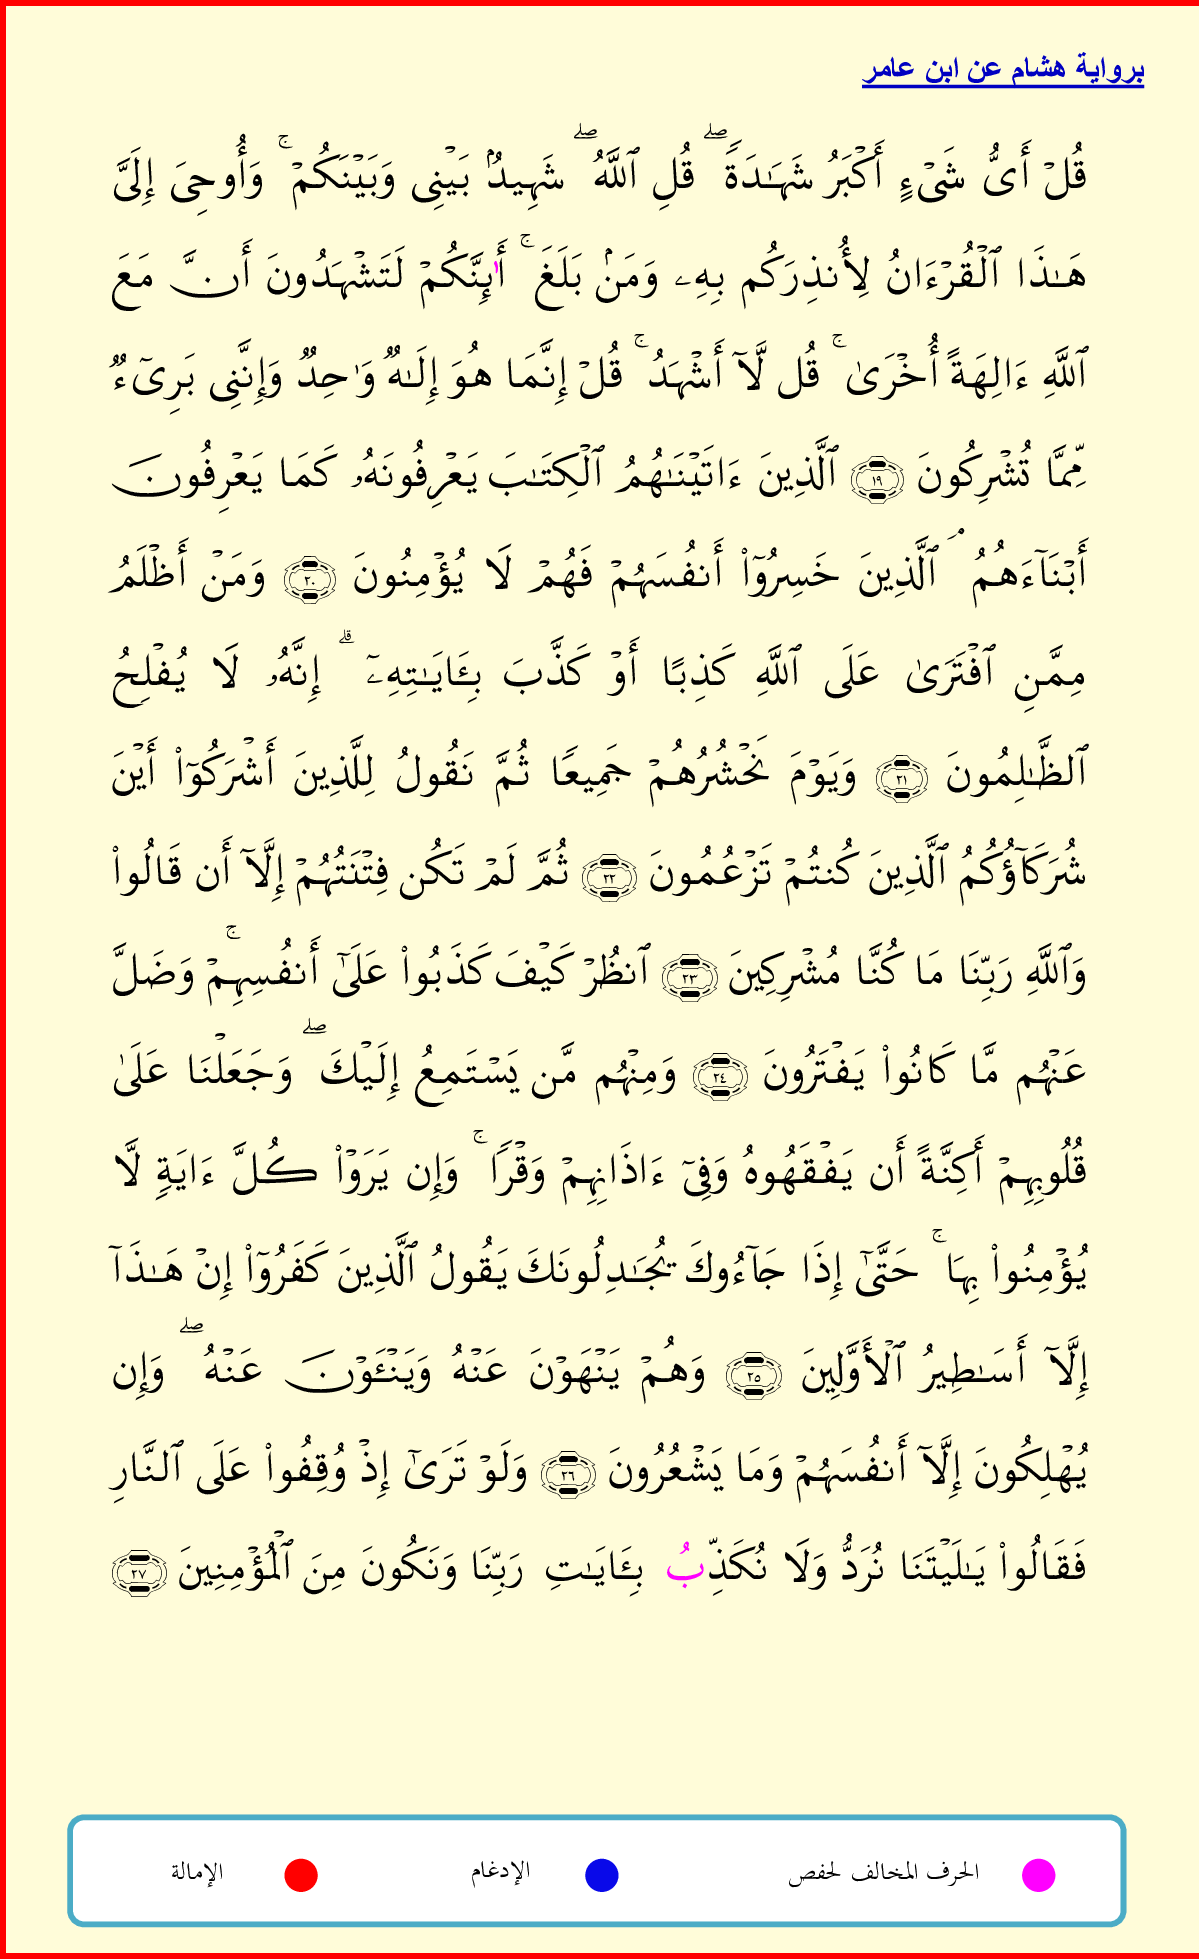 برواية هشام عن ابن عامر
قُلۡ أَىُّ شَىۡءٍ أَكۡبَرُ شَهَـٰدَةًۖ قُلِ ٱللَّهُۖ شَهِيدُۢ بَيۡنِى وَبَيۡنَكُمۡۚ وَأُوحِىَ إِلَىَّ
هَـٰذَا ٱلۡقُرۡءَانُ لِأُنذِرَكُم بِهِۦ وَمَنۢ بَلَغَۚ أَا۬ىِٕنَّكُمۡ لَتَشۡهَدُونَ أَنَّ مَعَ
ٱللَّهِ ءَالِهَةً أُخۡرَىٰۚ قُل لَّآ أَشۡهَدُۚ قُلۡ إِنَّمَا هُوَ إِلَـٰهٌ وَٰحِدٌ وَإِنَّنِى بَرِىٓءٌ
مِّمَّا تُشۡرِكُونَ ١٩ ٱلَّذِينَ ءَاتَيۡنَـٰهُمُ ٱلۡكِتَـٰبَ يَعۡرِفُونَهُۥ كَمَا يَعۡرِفُونَ
أَبۡنَآءَهُمُۘ ٱلَّذِينَ خَسِرُوٓا۟ أَنفُسَهُمۡ فَهُمۡ لَا يُؤۡمِنُونَ ٢٠ وَمَنۡ أَظۡلَمُ
مِمَّنِ ٱفۡتَرَىٰ عَلَى ٱللَّهِ كَذِبًا أَوۡ كَذَّبَ بِـَٔايَـٰتِهِۦٓۗ إِنَّهُۥ لَا يُفۡلِحُ
ٱلظَّـٰلِمُونَ ٢١ وَيَوۡمَ نَحۡشُرُهُمۡ جَمِيعًا ثُمَّ نَقُولُ لِلَّذِينَ أَشۡرَكُوٓا۟ أَيۡنَ
شُرَكَآؤُكُمُ ٱلَّذِينَ كُنتُمۡ تَزۡعُمُونَ ٢٢ ثُمَّ لَمۡ تَكُن فِتۡنَتُهُمۡ إِلَّآ أَن قَالُوا۟
وَٱللَّهِ رَبِّنَا مَا كُنَّا مُشۡرِكِينَ ٢٣ ٱنظُرۡ كَيۡفَ كَذَبُوا۟ عَلَىٰٓ أَنفُسِهِمۡۚ وَضَلَّ
عَنۡهُم مَّا كَانُوا۟ يَفۡتَرُونَ ٢٤ وَمِنۡهُم مَّن يَسۡتَمِعُ إِلَيۡكَۖ وَجَعَلۡنَا عَلَىٰ
قُلُوبِهِمۡ أَكِنَّةً أَن يَفۡقَهُوهُ وَفِىٓ ءَاذَانِهِمۡ وَقۡرًاۚ وَإِن يَرَوۡا۟ كُلَّ ءَايَةٍ لَّا
يُؤۡمِنُوا۟ بِهَاۚ حَتَّىٰٓ إِذَا جَآءُوكَ يُجَـٰدِلُونَكَ يَقُولُ ٱلَّذِينَ كَفَرُوٓا۟ إِنۡ هَـٰذَآ
إِلَّآ أَسَـٰطِيرُ ٱلۡأَوَّلِينَ ٢٥ وَهُمۡ يَنۡهَوۡنَ عَنۡهُ وَيَنۡـَٔوۡنَ عَنۡهُۖ وَإِن
يُهۡلِكُونَ إِلَّآ أَنفُسَهُمۡ وَمَا يَشۡعُرُونَ ٢٦ وَلَوۡ تَرَىٰٓ إِذۡ وُقِفُوا۟ عَلَى ٱلنَّارِ
فَقَالُوا۟ يَـٰلَيۡتَنَا نُرَدُّ وَلَا نُكَذِّبُ بِـَٔايَـٰتِ رَبِّنَا وَنَكُونَ مِنَ ٱلۡمُؤۡمِنِينَ ٢٧
الحرف المخالف لحفص الإدغام الإمالة